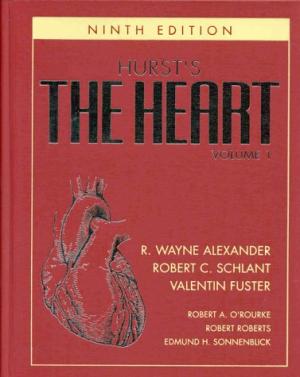 NINTH EDITION
HURST'S
THE HEART
VOLUME 1
R. WAYNE ALEXANDER
ROBERT C. SCHLANT
VALENTIN FUSTER
ROBERT A. O'ROURKE
ROBERT ROBERTS
EDMUND H. SONNENBLICK